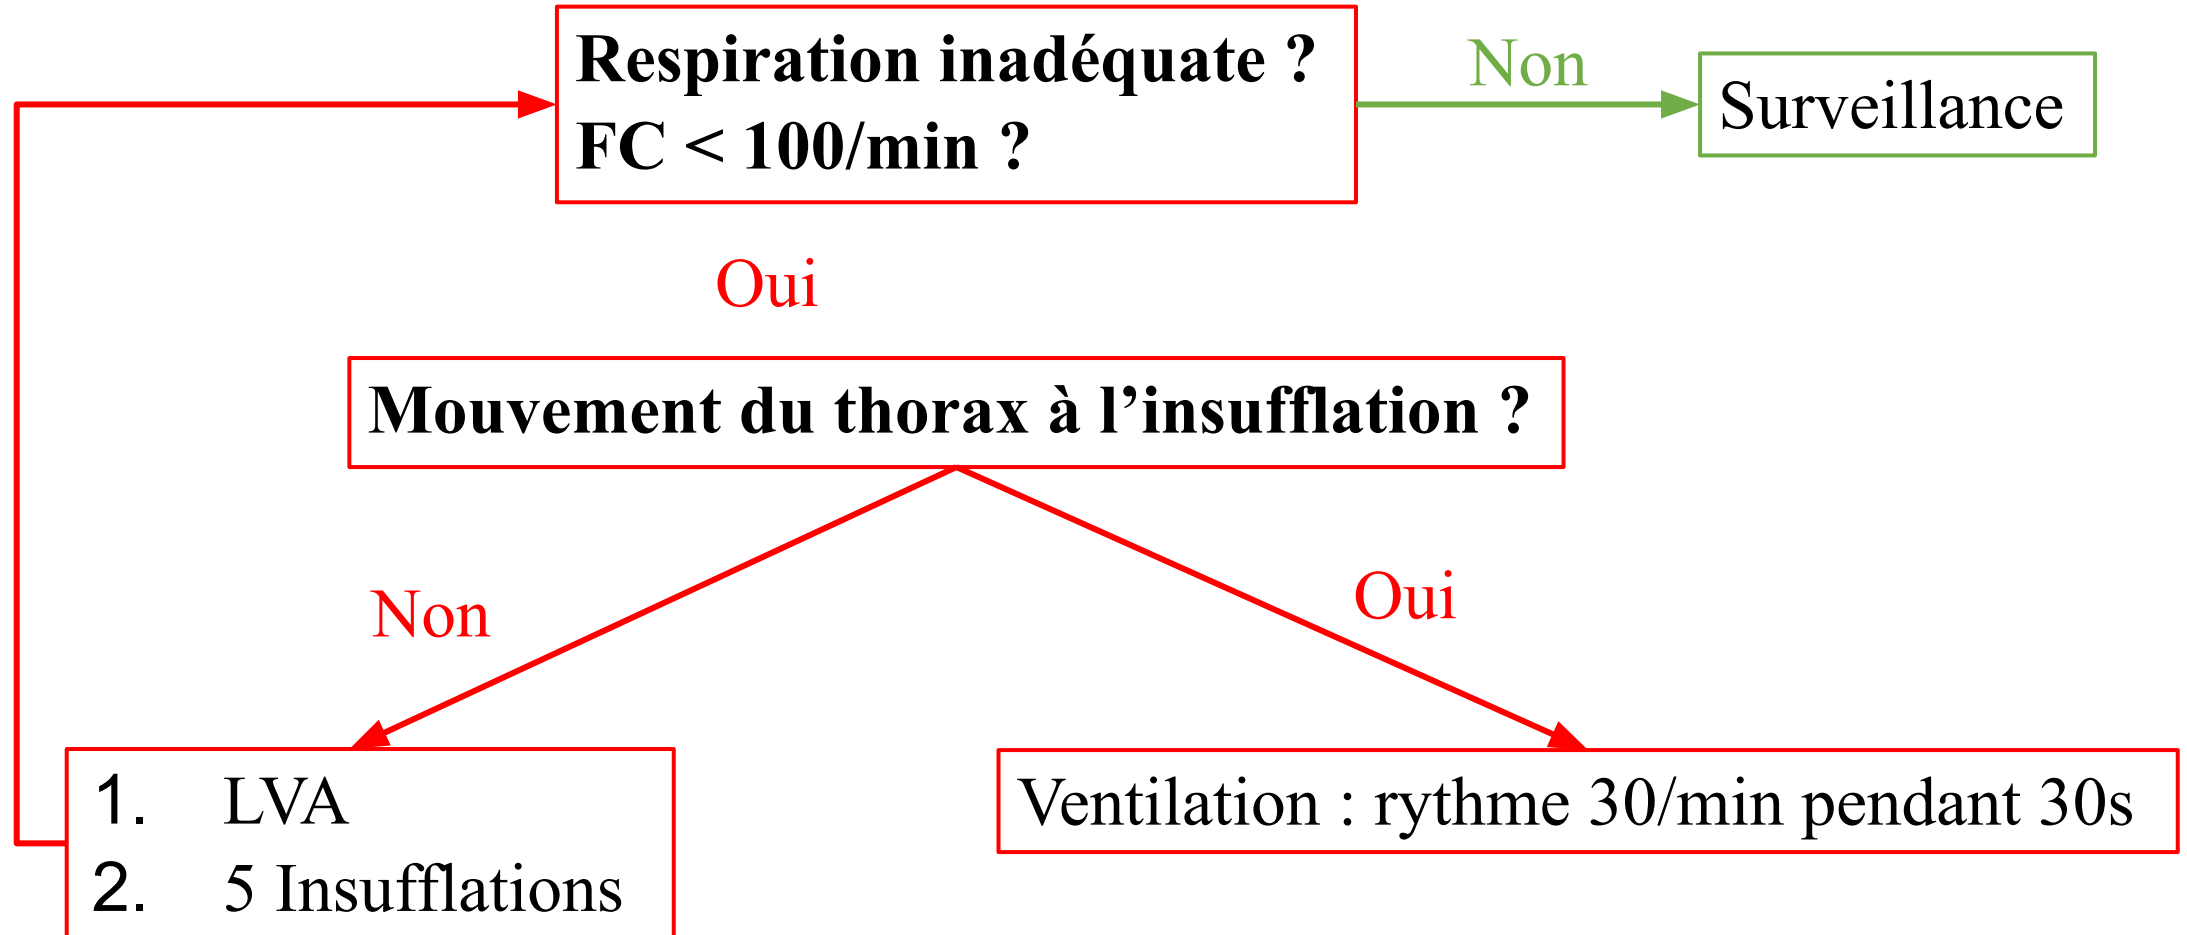 Respiration inadéquate ?
FC < 100/min ?
Non
Surveillance
Oui
Mouvement du thorax à l’insufflation ?
Non
Oui
1. LVA
2. 5 Insufflations
Ventilation : rythme 30/min pendant 30s